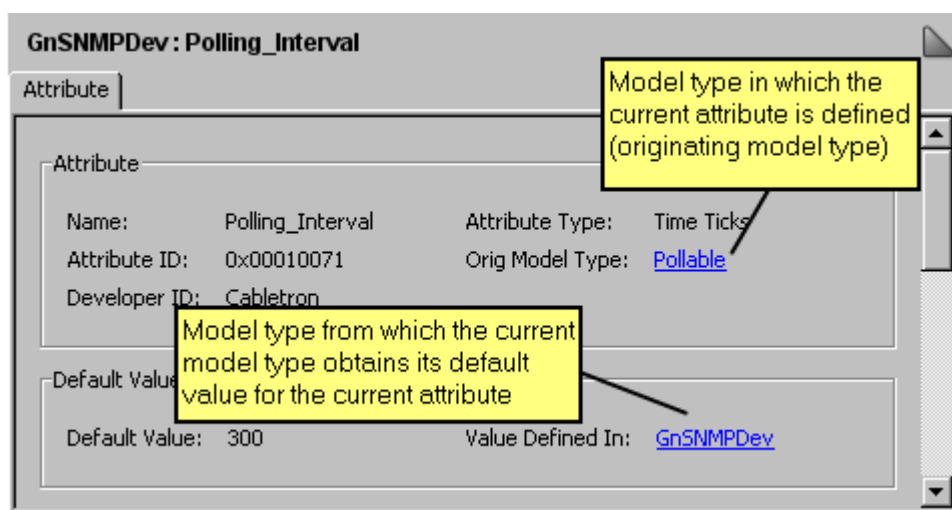 GnSNMPDev : Polling_Interval
Attribute
Model type in which the
current attribute is defined
(originating model type)
Attribute
Name: Polling_Interval Attribute Type: Time Ticks
Attribute ID: 0x00010071 Orig Model Type: Pollable
Developer ID: Cabletron
Model type from which the current
model type obtains its default
value for the current attribute
Default Value
Default Value: 300 Value Defined In: GnSNMPDev